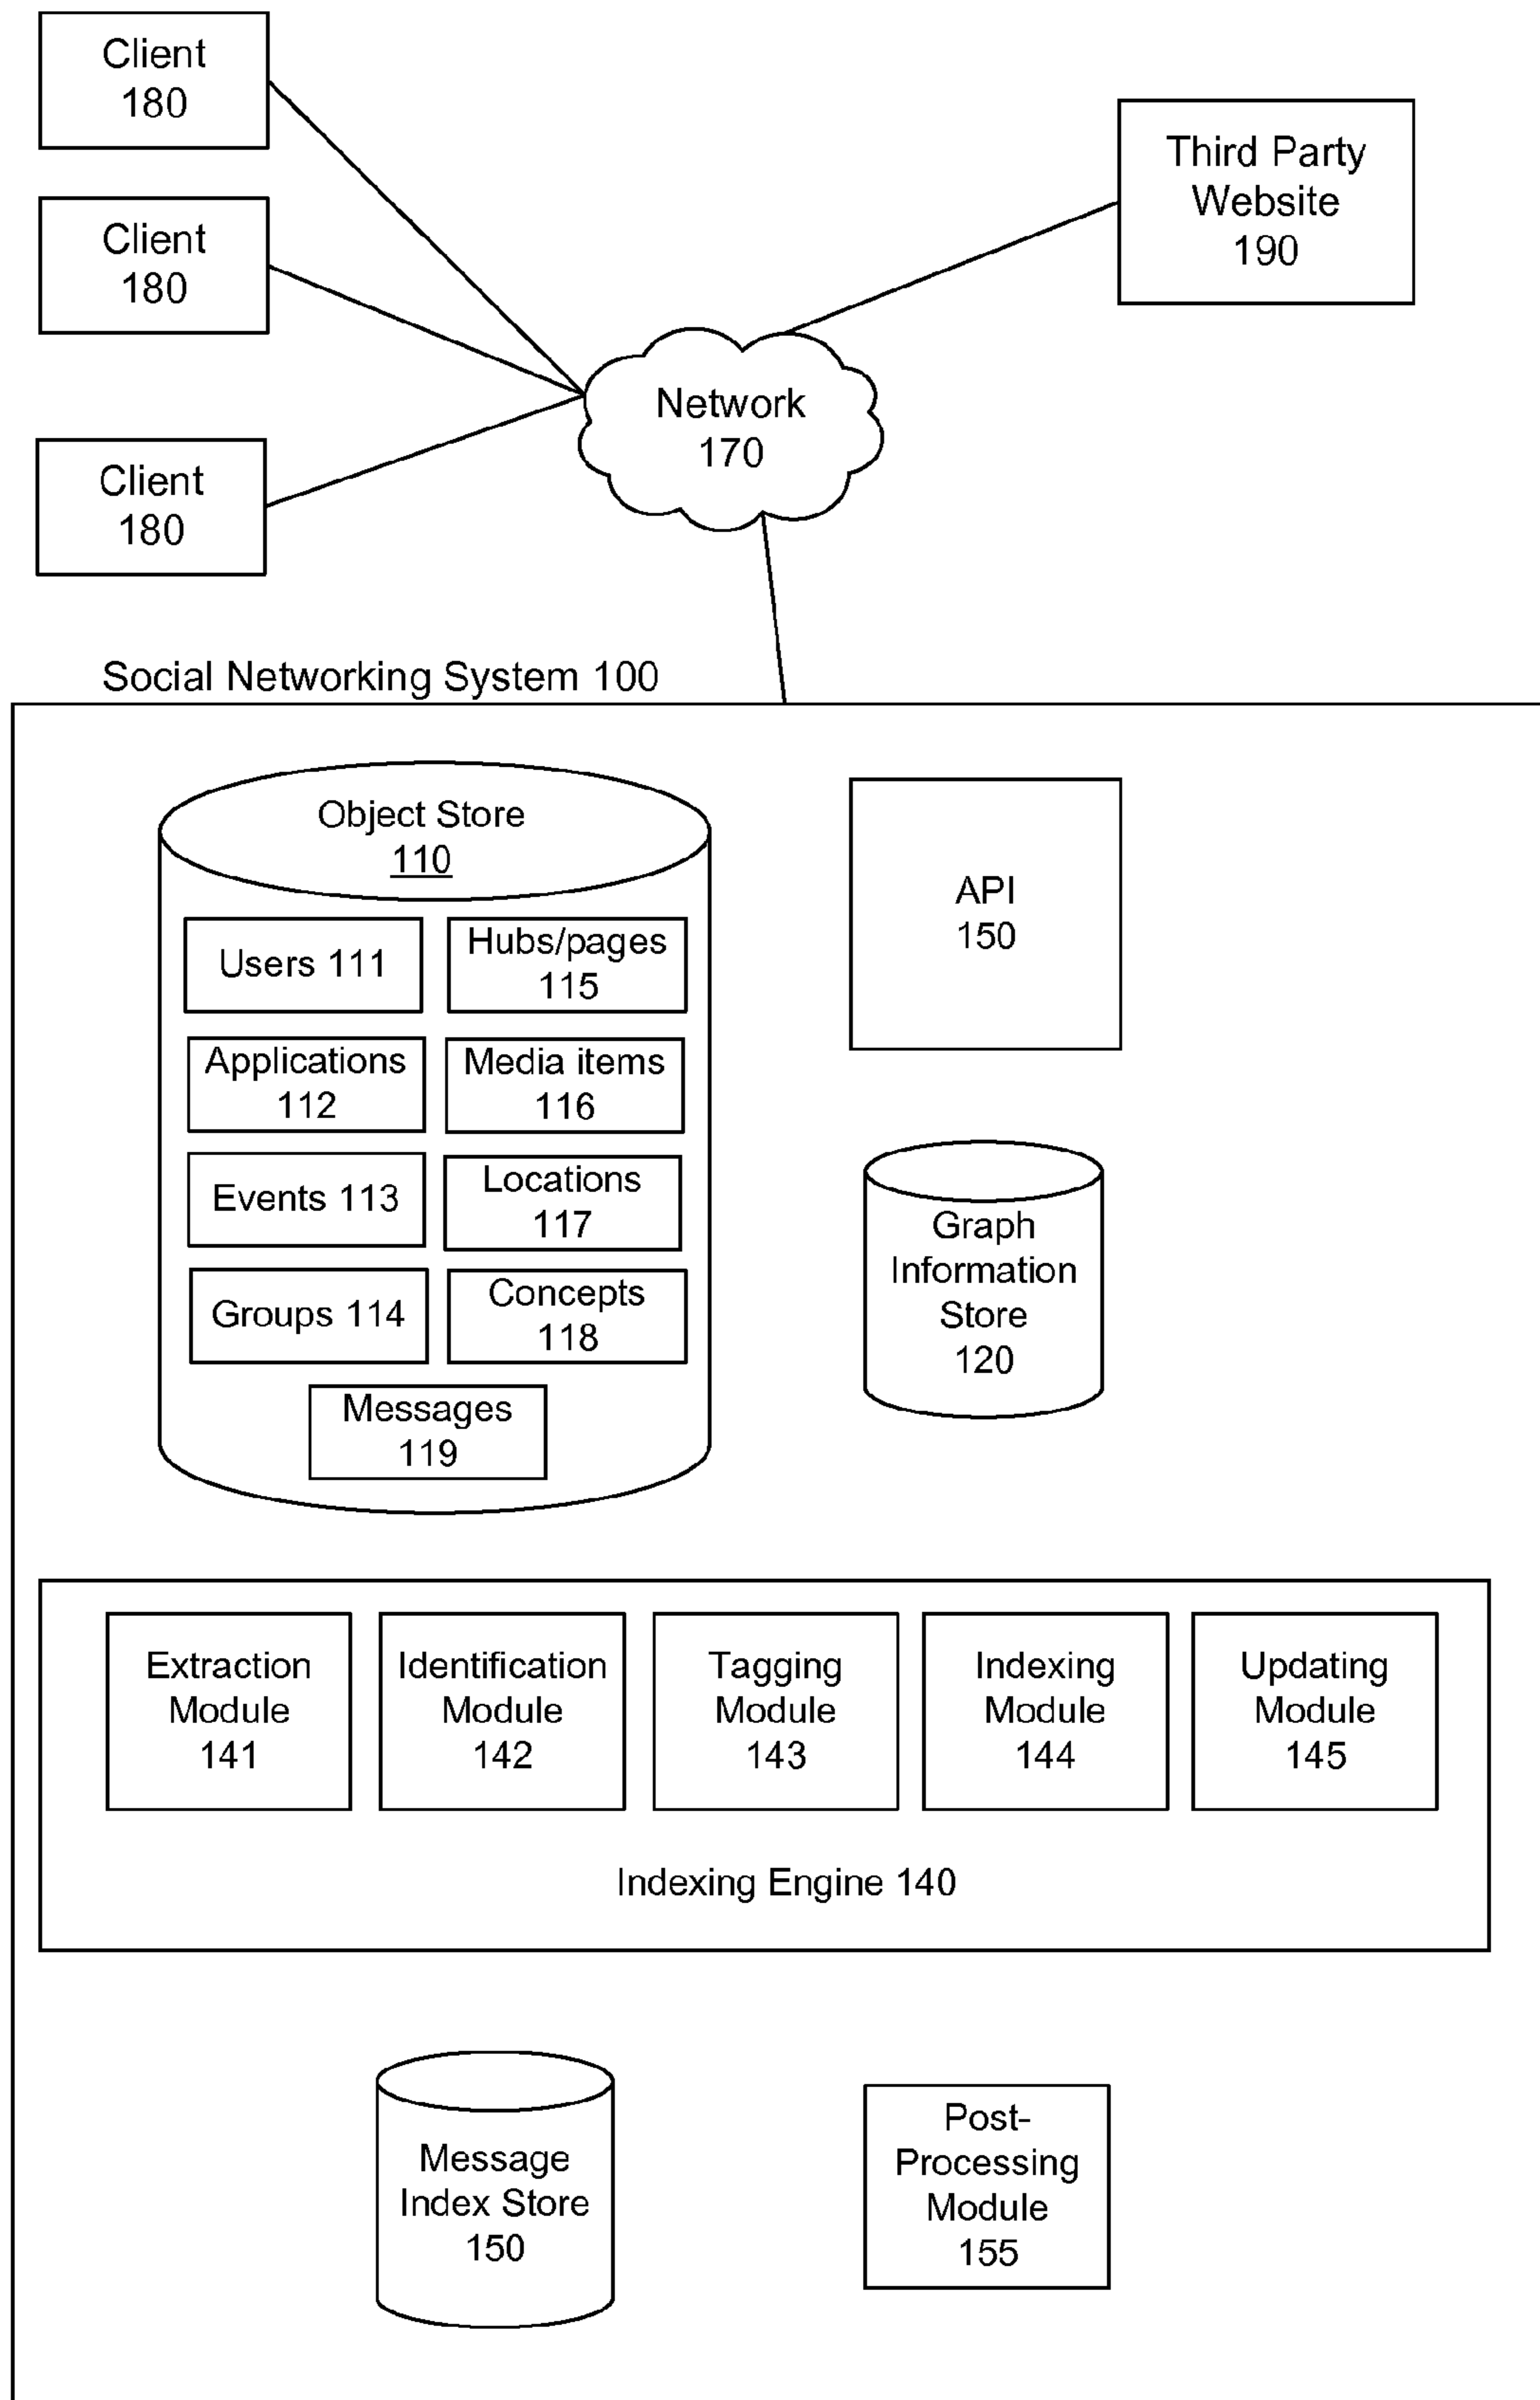 Client
180
Client
180
Client
180
Third Party
Website
190
Network
170
Social Networking System 100
Object Store
110
Users 111
Hubs/pages
115
Applications
112
Media items
116
Events 113
Locations
117
Groups 114
Concepts
118
Messages
119
API
150
Graph
Information
Store
120
Extraction
Module
141
Identification
Module
142
Tagging
Module
143
Indexing
Module
144
Updating
Module
145
Indexing Engine 140
Message
Index Store
150
Post-
Processing
Module
155